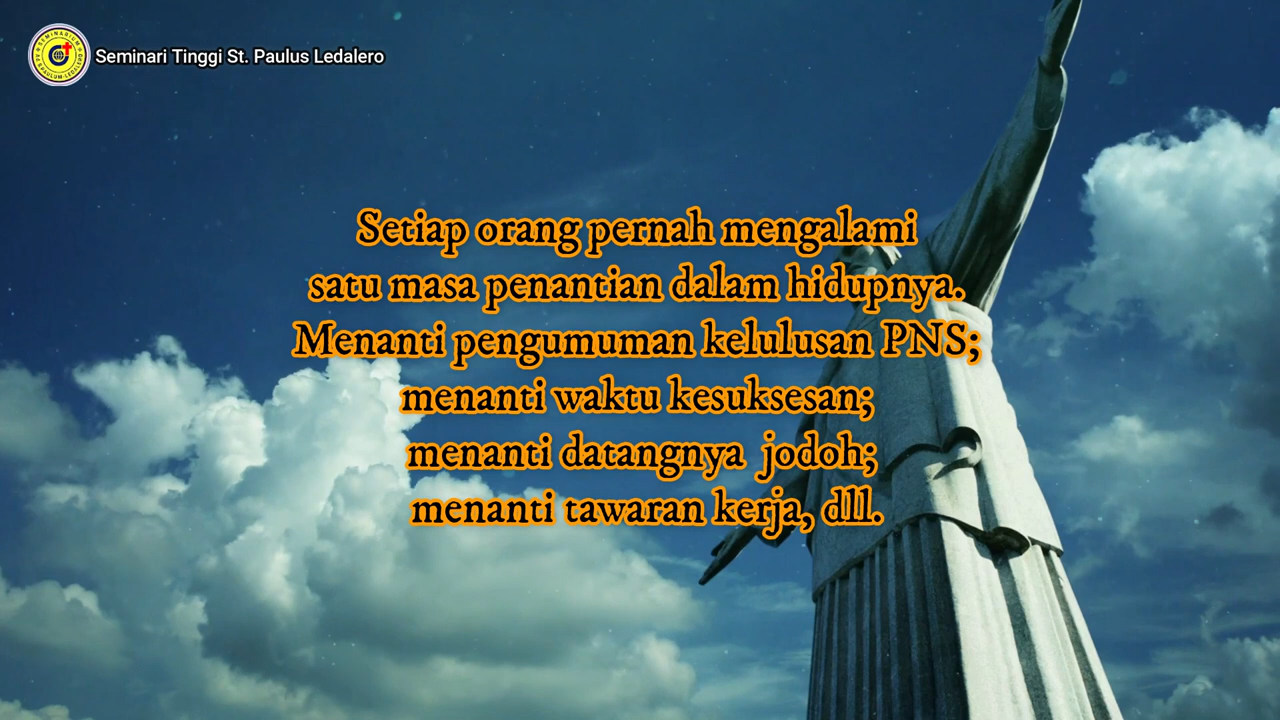 Seminari Tinggi St. Paulus Ledalero
Setiap orang pernah mengalami
satu masa penantian dalam hidupnya.
Menanti pengumuman kelulusan PNS;
menanti waktu kesuksesan;
menanti datangnya jodoh;
menanti tawaran kerja, dll.